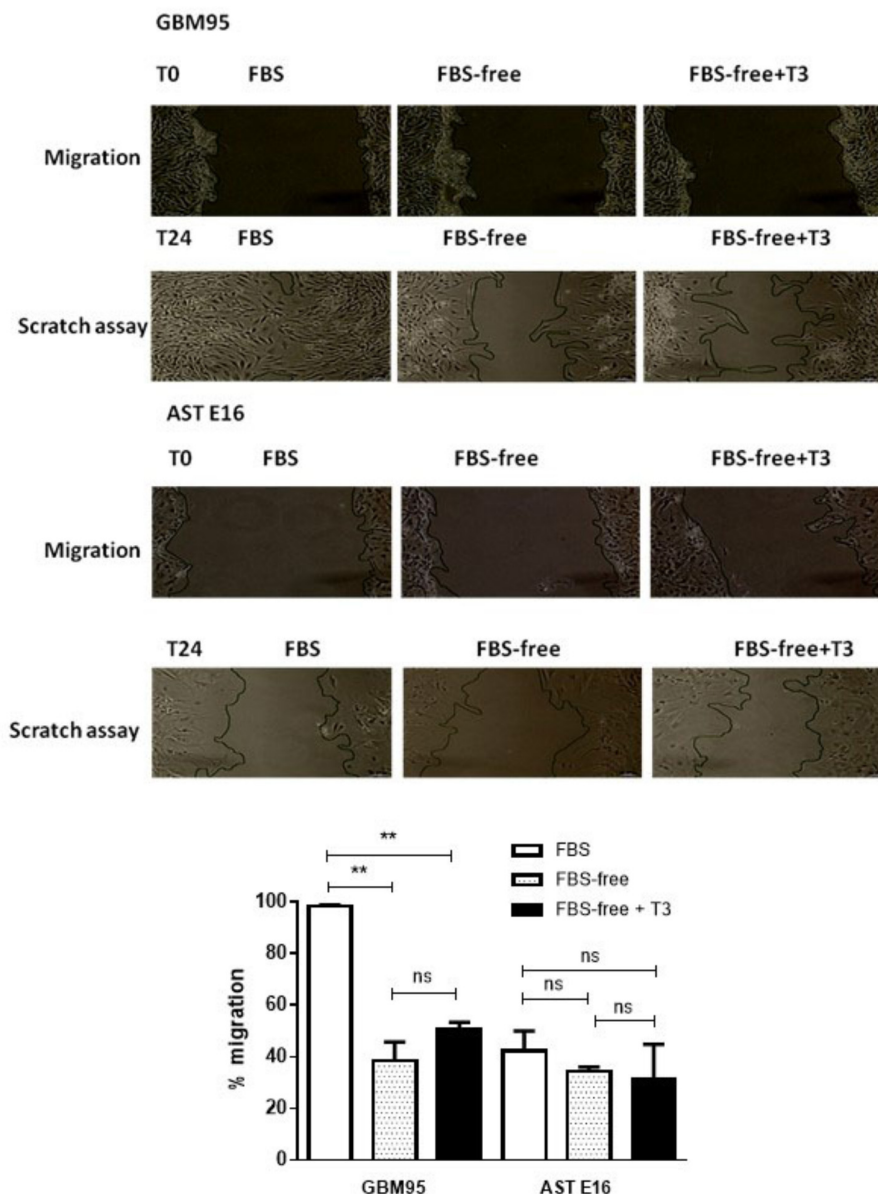 GBM95
T0 FBS FBS-free FBS-free+T3
Migration
T24 FBS FBS-free FBS-free+T3
Scratch assay
AST E16
T0 FBS FBS-free FBS-free+T3
Migration
T24 FBS FBS-free FBS-free+T3
Scratch assay
** FBS
** FBS-free
100 FBS-free + T3
80 ns
ns ns
60 ns
40
20
0
% migration
GBM95 AST E16